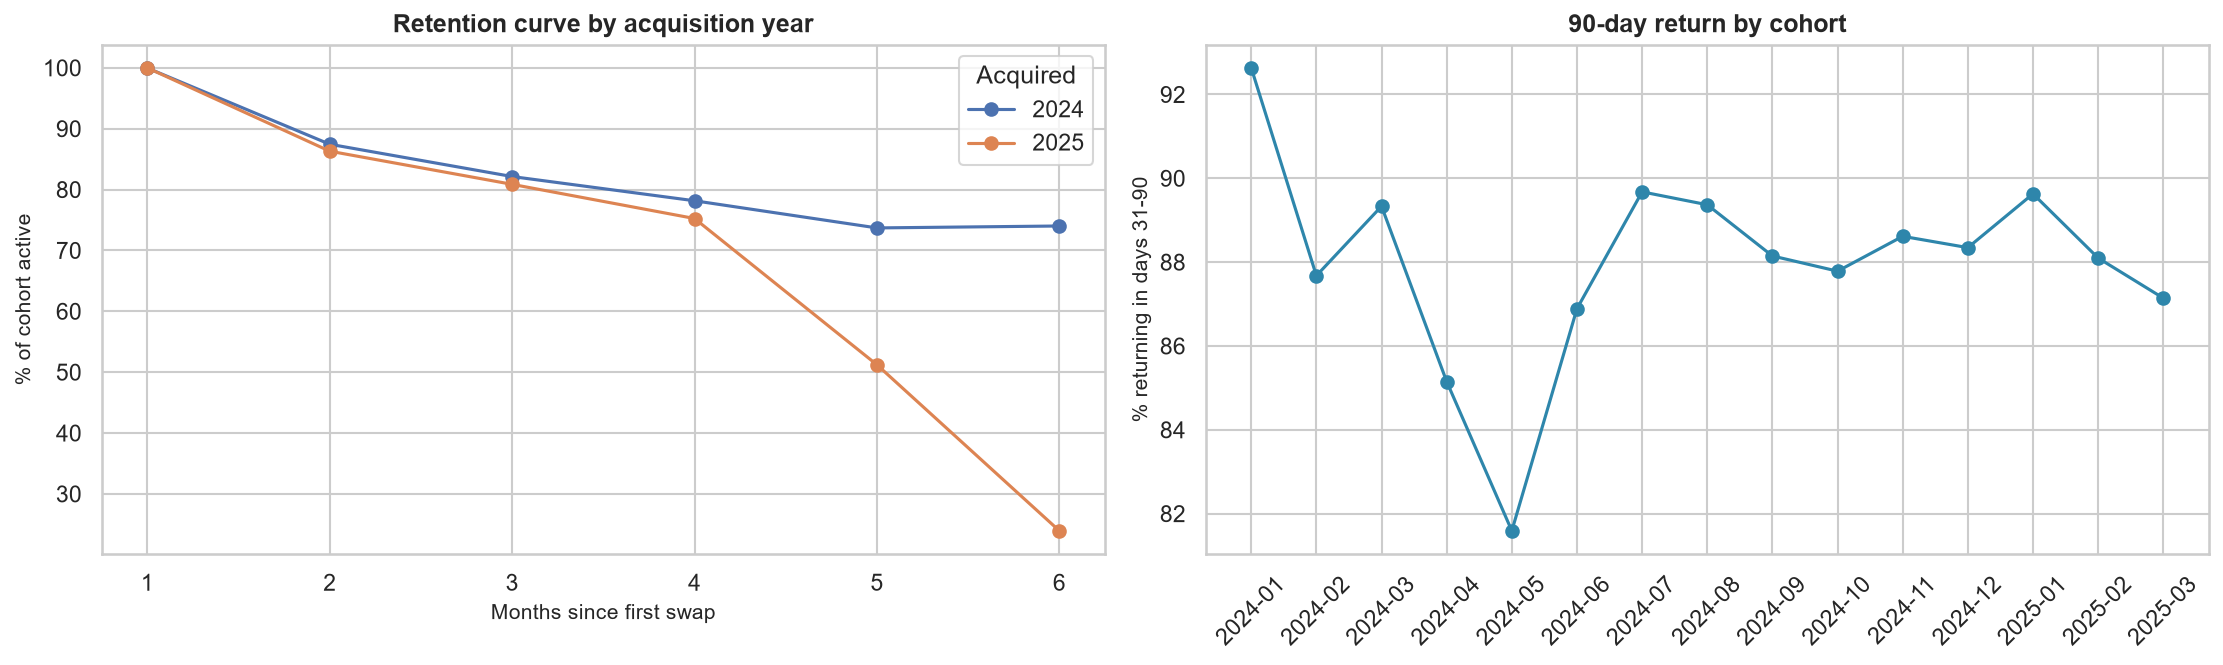 Retention curve by acquisition year
% of cohort active
100
90
80
70
60
50
40
30
Acquired
2024
2025
1 2 3 4 5 6
Months since first swap
90-day return by cohort
% returning in days 31-90
92
90
88
86
84
82
2024-01 2024-02 2024-03 2024-04 2024-05 2024-06 2024-07 2024-08 2024-09 2024-10 2024-11 2024-12 2025-01 2025-02 2025-03